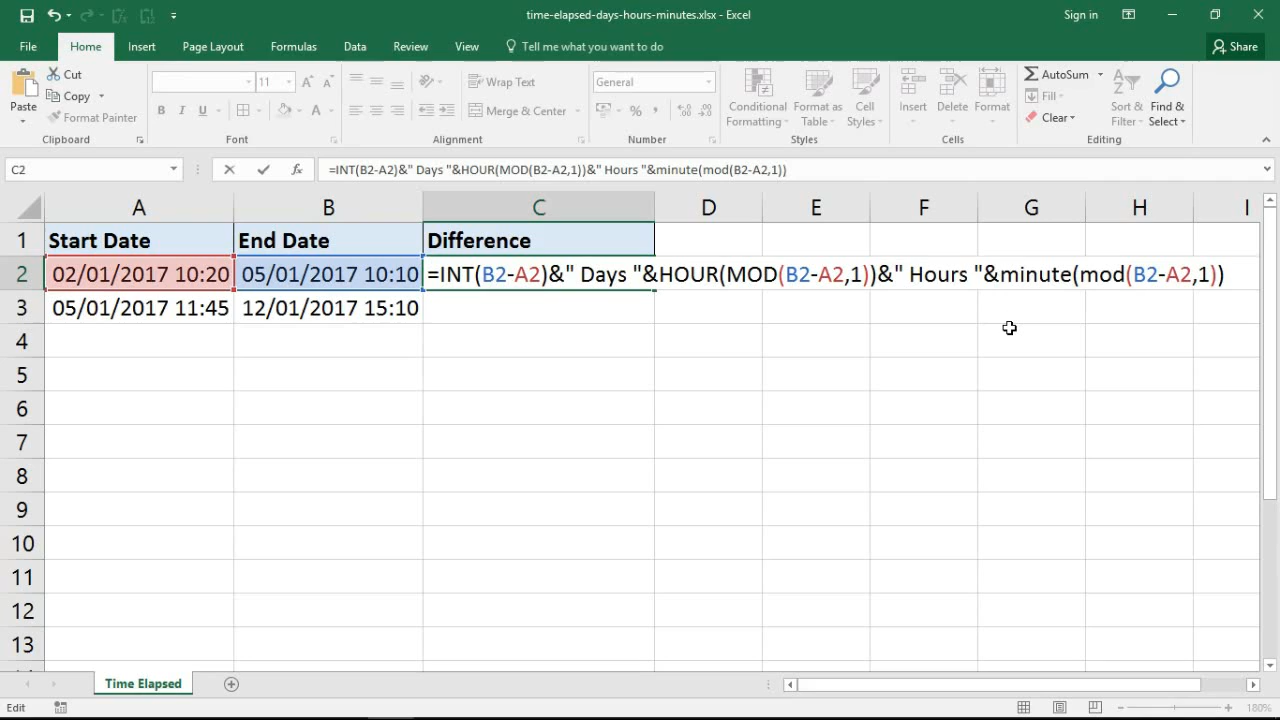 time-elapsed-days-hours-minutes.xlsx - Excel
Sign in
File Home Insert Page Layout Formulas Data Review View Tell me what you want to do Share
Paste
Cut
Copy
Format Painter
Clipboard
11
Font
Wrap Text
Merge & Center
Alignment
General
Number
Conditional Formatting
Format as Table
Cell Styles
Styles
Insert Delete Format
Cells
AutoSum
Fill
Clear
Sort & Filter
Find & Select
Editing
C2 =INT(B2-A2)&" Days "&HOUR(MOD(B2-A2,1))&" Hours "&minute(mod(B2-A2,1))
A B C D E F G H I
1 Start Date End Date Difference
2 02/01/2017 10:20 05/01/2017 10:10 =INT(B2-A2)&" Days "&HOUR(MOD(B2-A2,1))&" Hours "&minute(mod(B2-A2,1))
3 05/01/2017 11:45 12/01/2017 15:10
4
5
6
7
8
9
10
11
12
13
Time Elapsed
Edit
180%